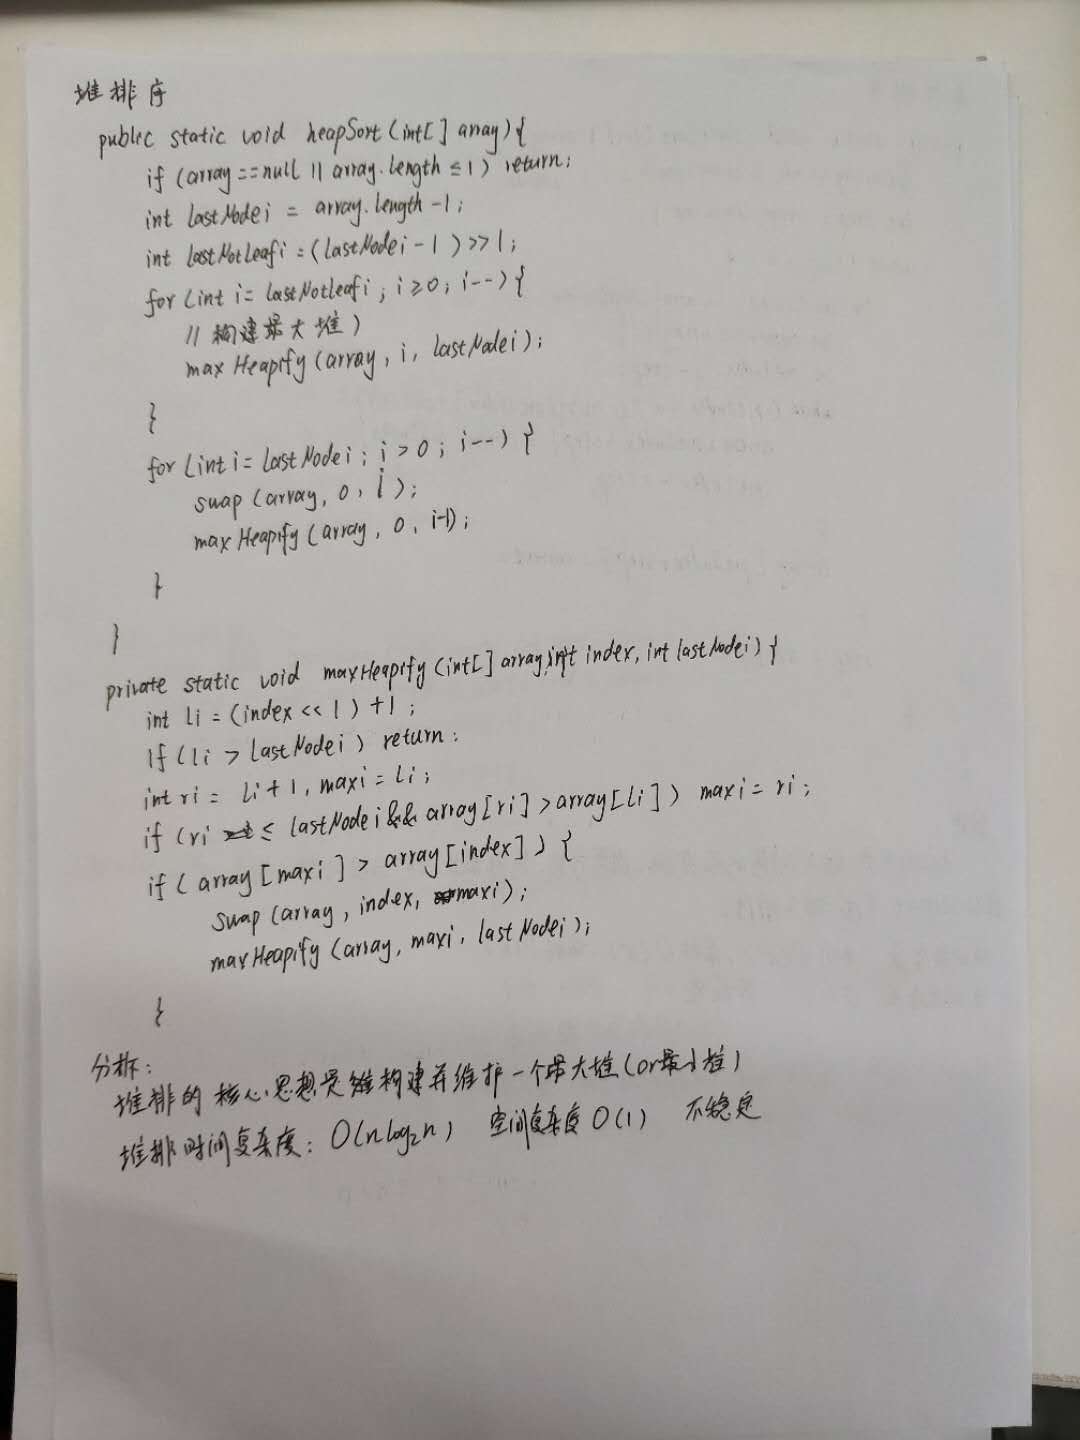 堆排序
public static void heapSort(int[] array){
if (array==null || array.length ≤ 1) return;
int lastNodei = array.length-1;
int lastNotLeafi = (lastNodei - 1) >> 1;
for (int i = lastNotleafi; i ≥ 0; i--) {
// 构建最大堆)
maxHeapify(array, i, lastNodei);
}
for (int i = lastNodei; i > 0; i--) {
swap (array, 0, i);
maxHeapify(array, 0, i-1);
}
}
private static void maxHeapify (int[] array, int index, int lastNodei) {
int li = (index << 1) + 1;
if (li > lastNodei) return;
int ri = li + 1, maxi = li;
if (ri ≤ lastNodei && array[ri] > array[li]) maxi = ri;
if (array[maxi] > array[index]) {
swap (array, index, maxi);
maxHeapify (array, maxi, lastNodei);
}
分析:
堆排的核心思想是构建并维护一个最大堆(or最小堆)
堆排时间复杂度: O(nlog₂n) 空间复杂度 O(1) 不稳定